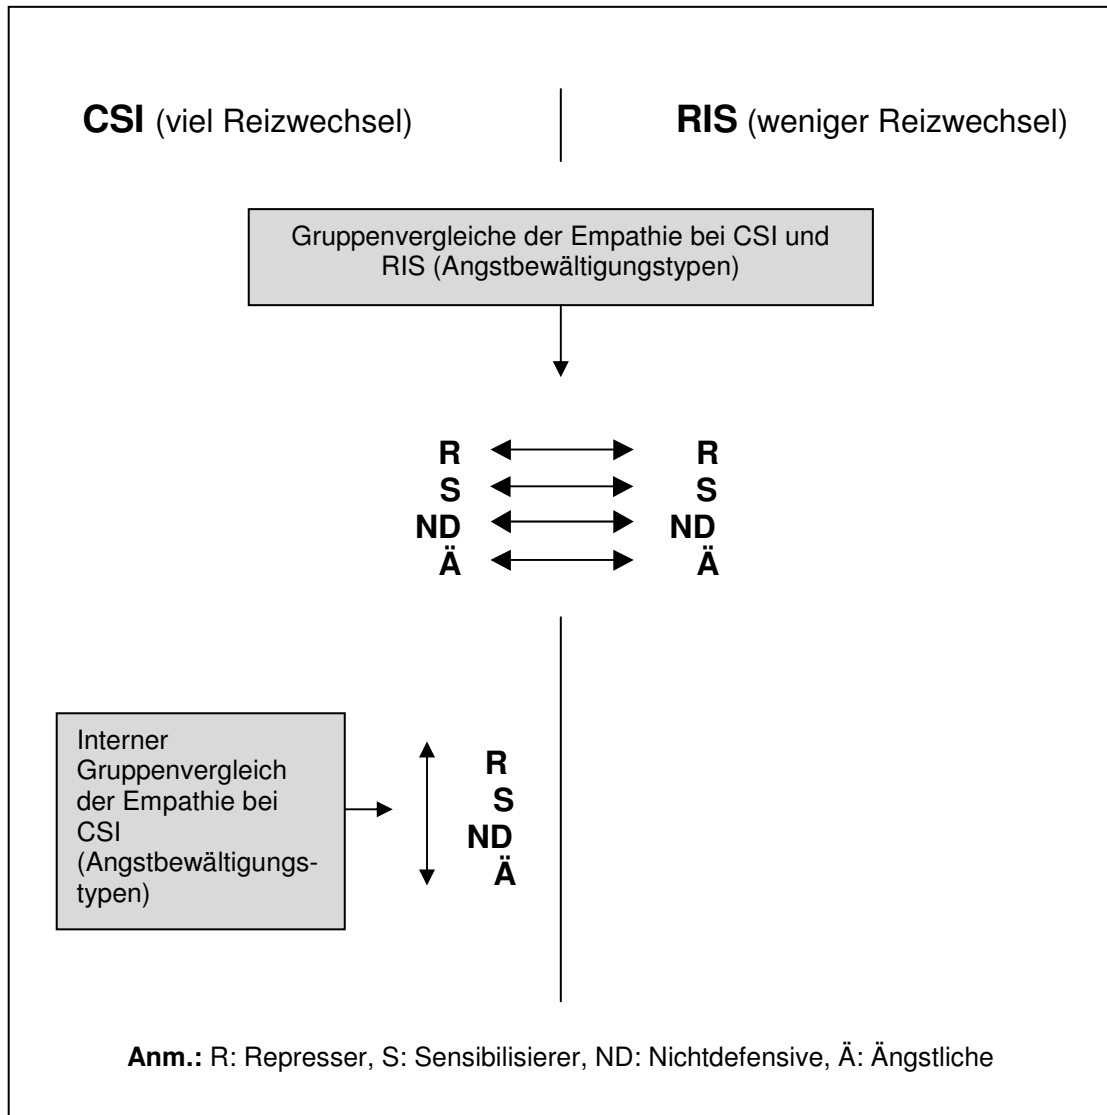 CSI (viel Reizwechsel)
RIS (weniger Reizwechsel)
Gruppenvergleiche der Empathie bei CSI und
RIS (Angstbewältigungstypen)
R R
S S
ND ND
Ä Ä
Interner
Gruppenvergleich
der Empathie bei
CSI
(Angstbewältigungs-
typen)
R
S
ND
Ä
Anm.: R: Represser, S: Sensibilisierer, ND: Nichtdefensive, Ä: Ängstliche